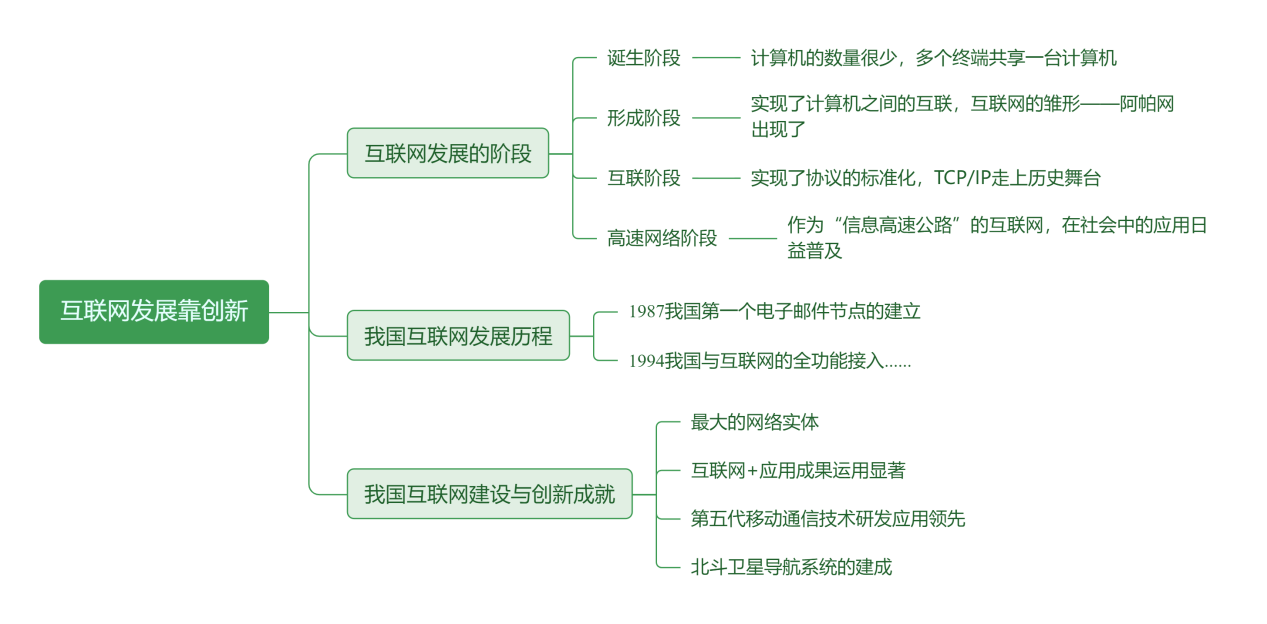 互联网发展靠创新
互联网发展的阶段
诞生阶段
计算机的数量很少，多个终端共享一台计算机
形成阶段
实现了计算机之间的互联，互联网的雏形——阿帕网
出现了
互联阶段
实现了协议的标准化，TCP/IP走上历史舞台
高速网络阶段
作为“信息高速公路”的互联网，在社会中的应用日
益普及
我国互联网发展历程
1987我国第一个电子邮件节点的建立
1994我国与互联网的全功能接入......
我国互联网建设与创新成就
最大的网络实体
互联网+应用成果运用显著
第五代移动通信技术研发应用领先
北斗卫星导航系统的建成